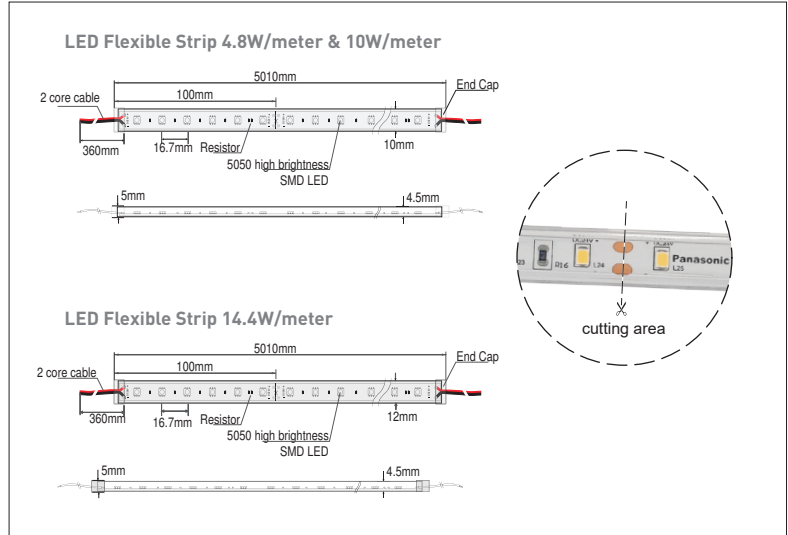 LED Flexible Strip 4.8W/meter & 10W/meter
5010mm
End Cap
2 core cable
100mm
360mm
16.7mm
Resistor
10mm
5050 high brightness
SMD LED
5mm
4.5mm
DC24V +
+ DC24V
R16
L24
Panasonic
L25
cutting area
LED Flexible Strip 14.4W/meter
5010mm
End Cap
2 core cable
100mm
360mm
16.7mm
Resistor
12mm
5050 high brightness
SMD LED
5mm
4.5mm